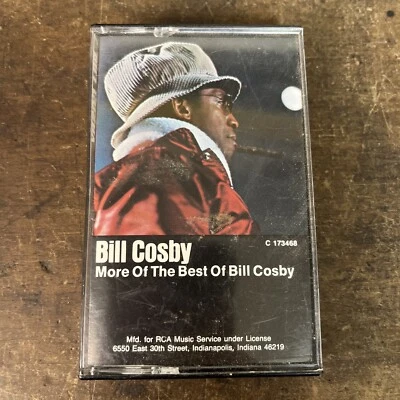 Bill Cosby
C 173468
More Of The Best Of Bill Cosby
Mfd. for RCA Music Service under License
6550 East 30th Street, Indianapolis, Indiana 46219